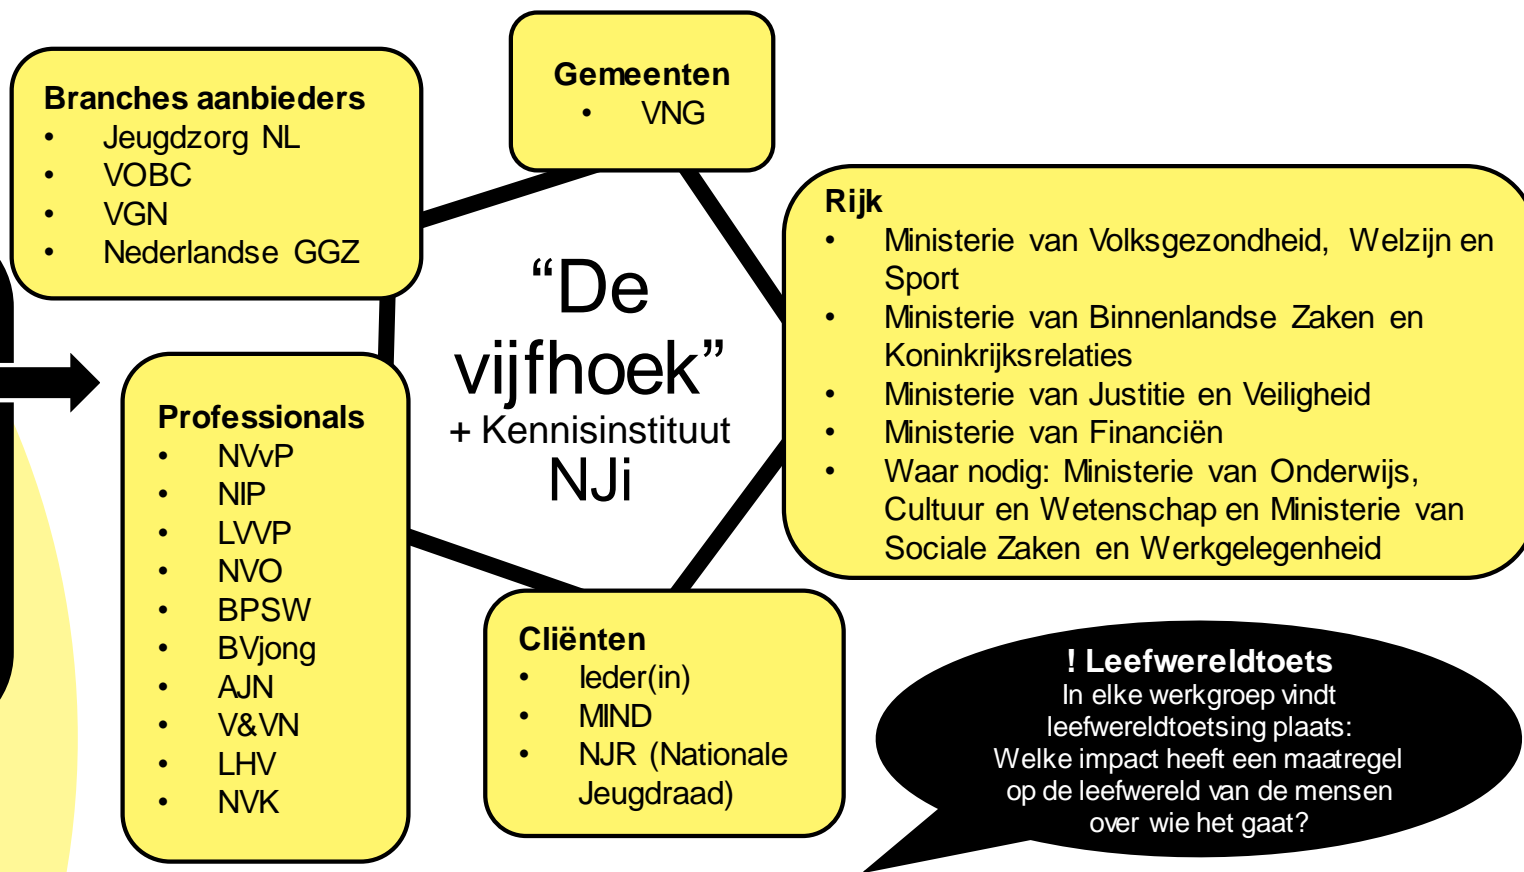 Branches aanbieders
• Jeugdzorg NL
• VOBC
• VGN
• Nederlandse GGZ
Gemeenten
• VNG
Rijk
• Ministerie van Volksgezondheid, Welzijn en
Sport
• Ministerie van Binnenlandse Zaken en
Koninkrijksrelaties
• Ministerie van Justitie en Veiligheid
• Ministerie van Financiën
• Waar nodig: Ministerie van Onderwijs,
Cultuur en Wetenschap en Ministerie van
Sociale Zaken en Werkgelegenheid
“De
vijfhoek”
+ Kennisinstituut
NJi
Professionals
• NVvP
• NIP
• LVVP
• NVO
• BPSW
• BVjong
• AJN
• V&VN
• LHV
• NVK
Cliënten
• Ieder(in)
• MIND
• NJR (Nationale
Jeugdraad)
! Leefwereldtoets
In elke werkgroep vindt
leefwereldtoetsing plaats:
Welke impact heeft een maatregel
op de leefwereld van de mensen
over wie het gaat?